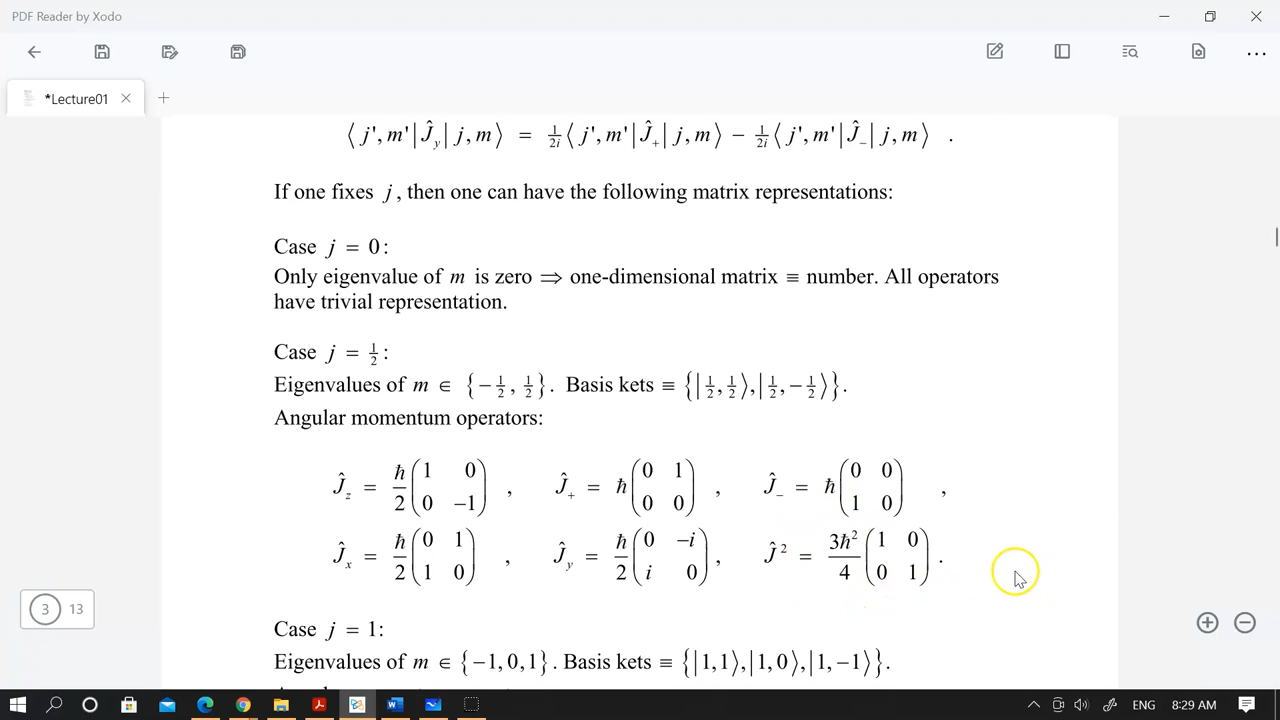 PDF Reader by Xodo
*Lecture01
⟨ j', m' | Ĵ_y | j, m ⟩ = 1/2i ⟨ j', m' | Ĵ_+ | j, m ⟩ − 1/2i ⟨ j', m' | Ĵ_− | j, m ⟩ .
If one fixes j, then one can have the following matrix representations:
Case j = 0:
Only eigenvalue of m is zero ⇒ one-dimensional matrix ≡ number. All operators
have trivial representation.
Case j = 1/2:
Eigenvalues of m ∈ {−1/2, 1/2}. Basis kets ≡ {|1/2, 1/2⟩, |1/2, −1/2⟩}.
Angular momentum operators:
Ĵ_z = ħ/2 (1 0; 0 −1) , Ĵ_+ = ħ (0 1; 0 0) , Ĵ_− = ħ (0 0; 1 0) ,
Ĵ_x = ħ/2 (0 1; 1 0) , Ĵ_y = ħ/2 (0 −i; i 0) , Ĵ² = 3ħ²/4 (1 0; 0 1) .
3 13
Case j = 1:
Eigenvalues of m ∈ {−1, 0, 1}. Basis kets ≡ {|1, 1⟩, |1, 0⟩, |1, −1⟩}.
ENG 8:29 AM